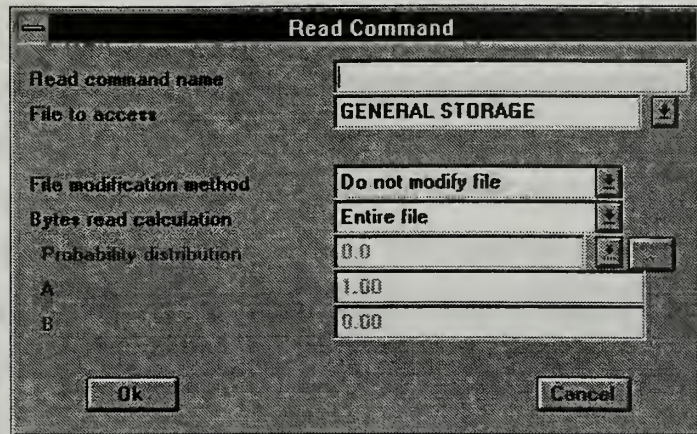 Read Command
Read command name
File to access GENERAL STORAGE
File modification method Do not modify file
Bytes read calculation Entire file
Probability distribution 0.0
A 1.00
B 0.00
Ok Cancel